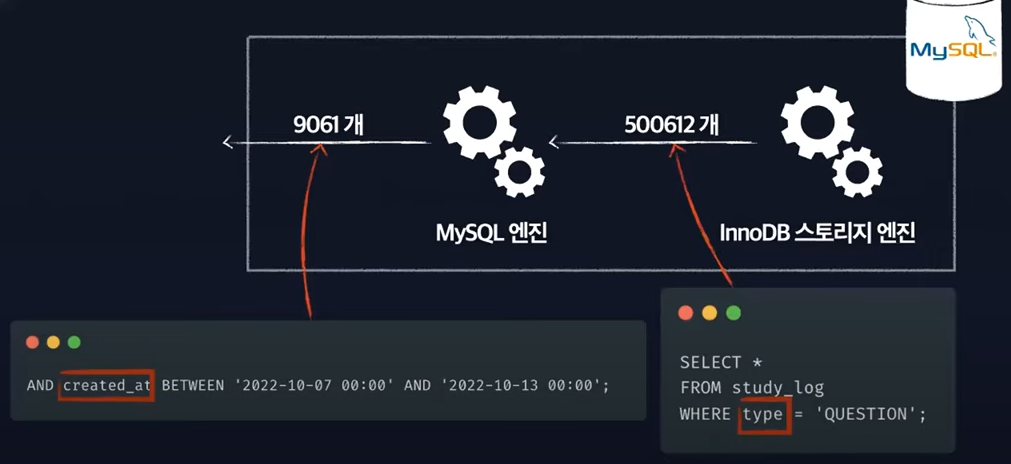 MySQL
9061 개
500612 개
MySQL 엔진
InnoDB 스토리지 엔진
AND created_at BETWEEN '2022-10-07 00:00' AND '2022-10-13 00:00';
SELECT *
FROM study_log
WHERE type = 'QUESTION';